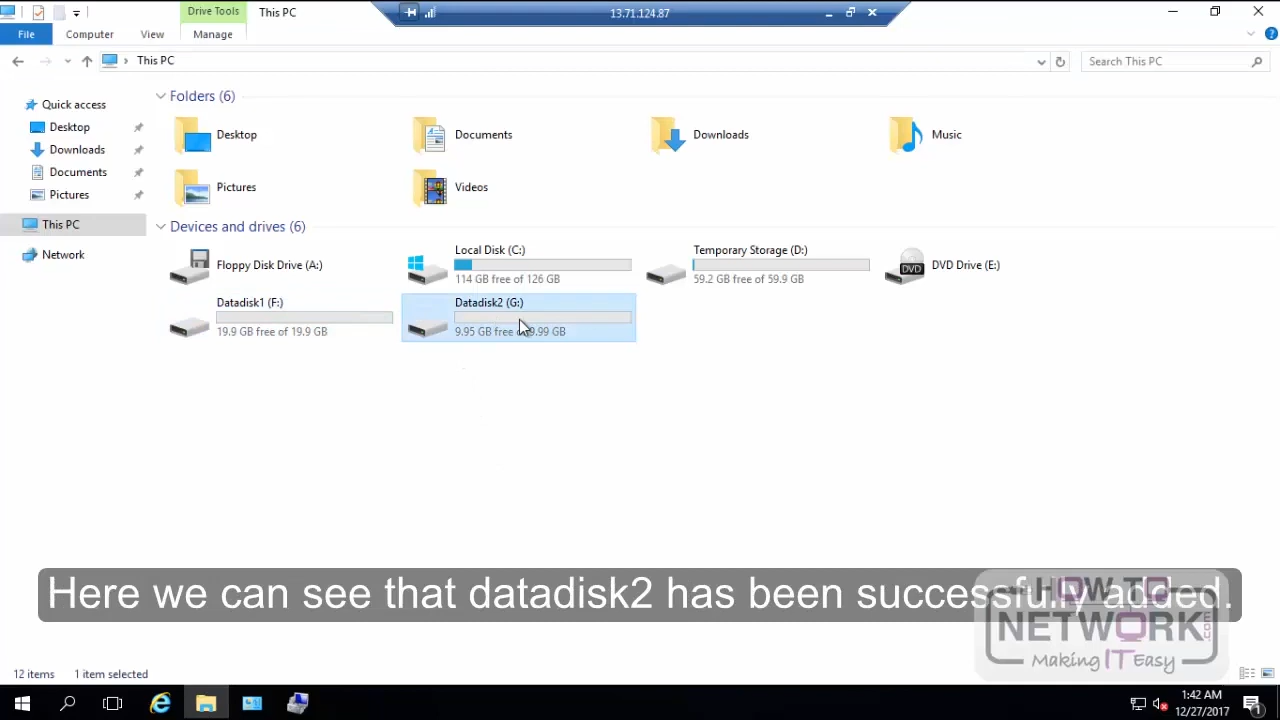 Drive Tools
This PC
13.71.124.87
File
Computer
View
Manage
This PC
Search This PC
Quick access
Desktop
Downloads
Documents
Pictures
This PC
Network
Folders (6)
Desktop
Documents
Downloads
Music
Pictures
Videos
Devices and drives (6)
Floppy Disk Drive (A:)
Local Disk (C:)
114 GB free of 126 GB
Temporary Storage (D:)
59.2 GB free of 59.9 GB
DVD
DVD Drive (E:)
Datadisk1 (F:)
19.9 GB free of 19.9 GB
Datadisk2 (G:)
9.95 GB free 9.99 GB
Here we can see that datadisk2 has been successfully added.
HOW TO
NETWORK.com
Making IT Easy
12 items
1 item selected
1:42 AM
12/27/2017
1